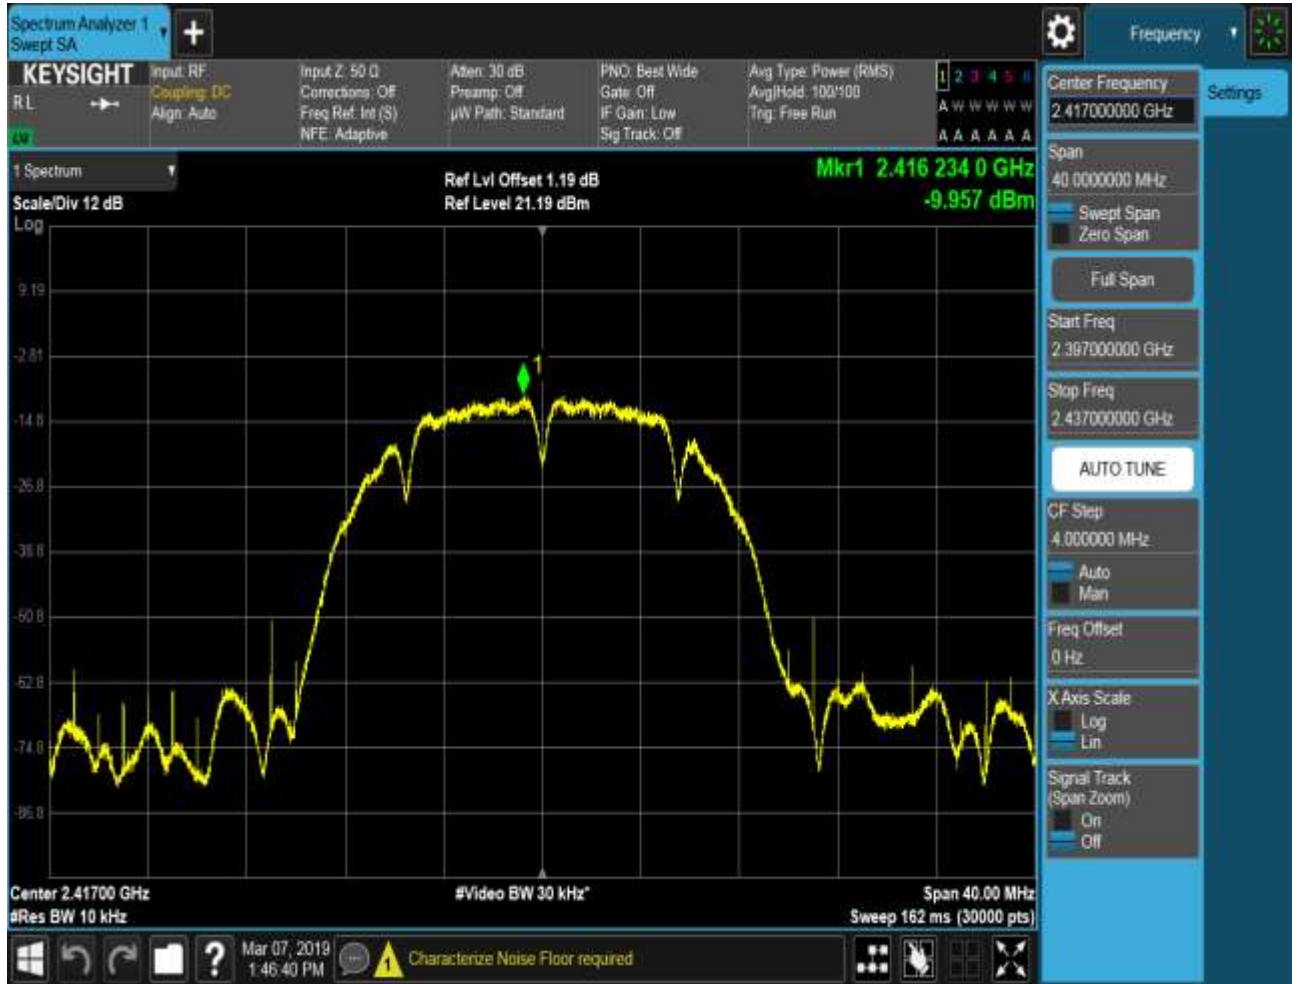 Spectrum Analyzer 1
Swept SA
+
Frequency
KEYSIGHT
RL
Input: RF
Coupling: DC
Align: Auto
Input Z: 50 Ω
Corrections: Off
Freq Ref: Int (S)
NFE: Adaptive
Atten: 30 dB
Preamp: Off
µW Path: Standard
PNO: Best Wide
Gate: Off
IF Gain: Low
Sig Track: Off
Avg Type: Power (RMS)
Avg|Hold: 100/100
Trig: Free Run
1 2 3 4 5 6
A W W W W W
A A A A A A
1 Spectrum
Scale/Div 12 dB
Log
Ref Lvl Offset 1.19 dB
Ref Level 21.19 dBm
Mkr1 2.416 234 0 GHz
-9.957 dBm
9.19
-2.81
-14.8
-26.8
-38.8
-50.8
-62.8
-74.8
-86.8
1
Center 2.41700 GHz
#Res BW 10 kHz
#Video BW 30 kHz*
Span 40.00 MHz
Sweep 162 ms (30000 pts)
Center Frequency
2.417000000 GHz
Settings
Span
40.0000000 MHz
Swept Span
Zero Span
Full Span
Start Freq
2.397000000 GHz
Stop Freq
2.437000000 GHz
AUTO TUNE
CF Step
4.000000 MHz
Auto
Man
Freq Offset
0 Hz
X Axis Scale
Log
Lin
Signal Track
(Span Zoom)
On
Off
?
Mar 07, 2019
1:46:40 PM
1
Characterize Noise Floor required